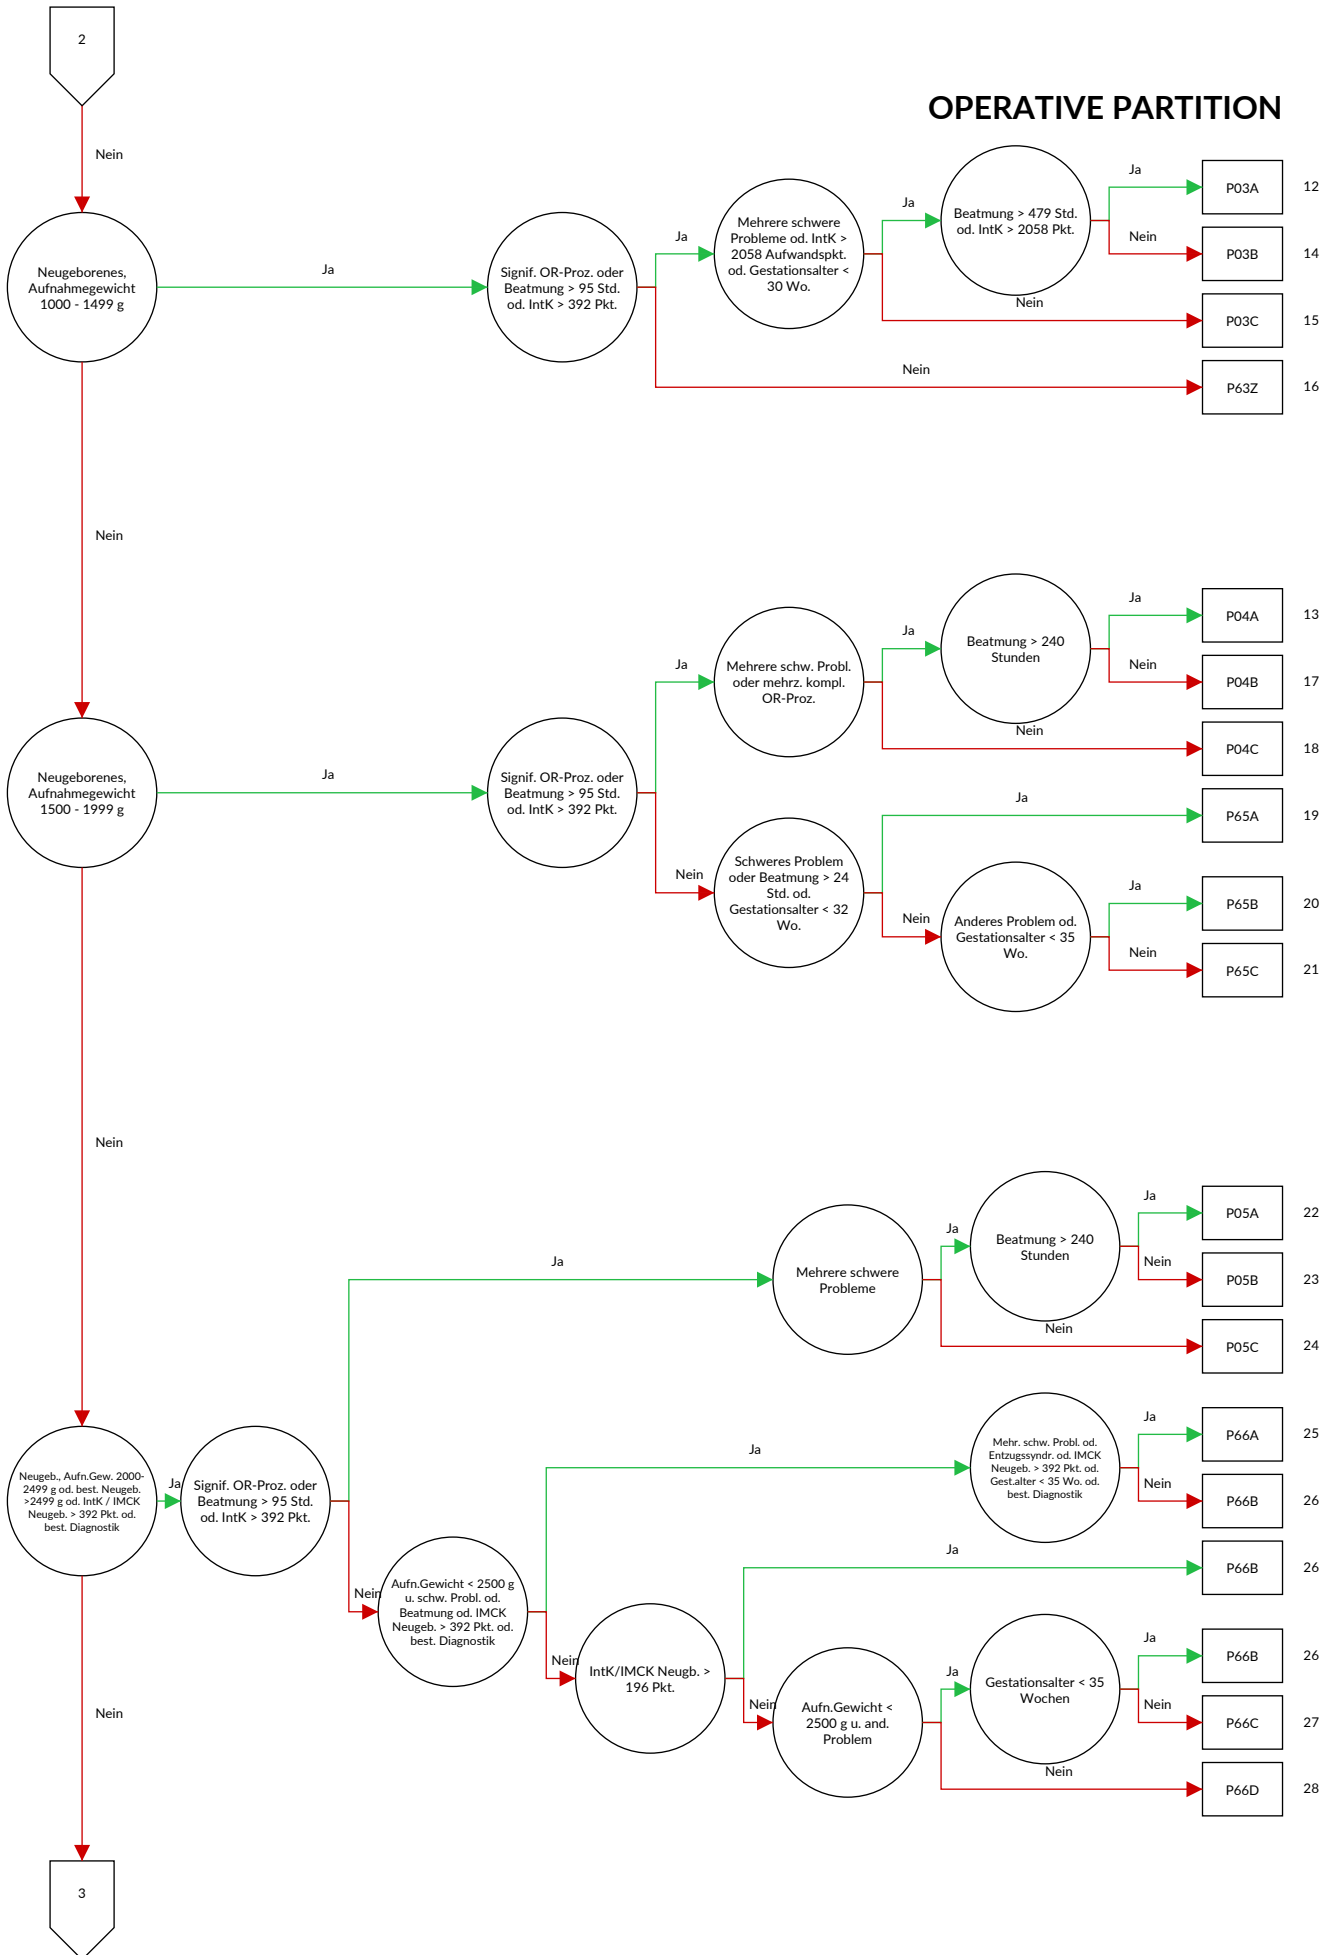 2
OPERATIVE PARTITION
Nein
Neugeborenes,
Aufnahmegewicht
1000 - 1499 g
Ja
Signif. OR-Proz. oder
Beatmung > 95 Std.
od. IntK > 392 Pkt.
Ja
Mehrere schwere
Probleme od. IntK >
2058 Aufwandspkt.
od. Gestationsalter <
30 Wo.
Ja
Beatmung > 479 Std.
od. IntK > 2058 Pkt.
Ja
P03A
12
Nein
P03B
14
Nein
P03C
15
Nein
P63Z
16
Nein
Neugeborenes,
Aufnahmegewicht
1500 - 1999 g
Ja
Signif. OR-Proz. oder
Beatmung > 95 Std.
od. IntK > 392 Pkt.
Ja
Mehrere schw. Probl.
oder mehrz. kompl.
OR-Proz.
Ja
Beatmung > 240
Stunden
Ja
P04A
13
Nein
P04B
17
Nein
P04C
18
Nein
Schweres Problem
oder Beatmung > 24
Std. od.
Gestationsalter < 32
Wo.
Ja
P65A
19
Nein
Anderes Problem od.
Gestationsalter < 35
Wo.
Ja
P65B
20
Nein
P65C
21
Nein
Neugeb., Aufn.Gew. 2000-
2499 g od. best. Neugeb.
>2499 g od. IntK / IMCK
Neugeb. > 392 Pkt. od.
best. Diagnostik
Ja
Signif. OR-Proz. oder
Beatmung > 95 Std.
od. IntK > 392 Pkt.
Ja
Mehrere schwere
Probleme
Ja
Beatmung > 240
Stunden
Ja
P05A
22
Nein
P05B
23
Nein
P05C
24
Nein
Aufn.Gewicht < 2500 g
u. schw. Probl. od.
Beatmung od. IMCK
Neugeb. > 392 Pkt. od.
best. Diagnostik
Ja
Mehr. schw. Probl. od.
Entzugssyndr. od. IMCK
Neugeb. > 392 Pkt. od.
Gest.alter < 35 Wo. od.
best. Diagnostik
Ja
P66A
25
Nein
P66B
26
Nein
IntK/IMCK Neugb. >
196 Pkt.
Ja
P66B
26
Nein
Aufn.Gewicht <
2500 g u. and.
Problem
Ja
Gestationsalter < 35
Wochen
Ja
P66B
26
Nein
P66C
27
Nein
P66D
28
Nein
3